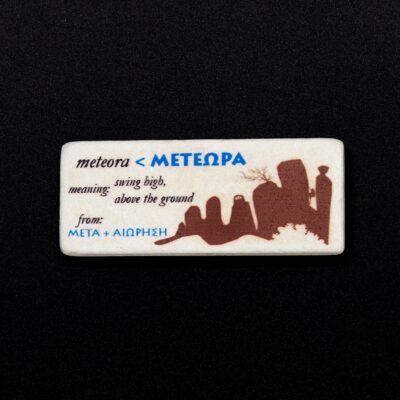 meteora < ΜΕΤΕΩΡΑ
meaning: swing high,
above the ground
from:
ΜΕΤΑ + ΑΙΩΡΗΣΗ